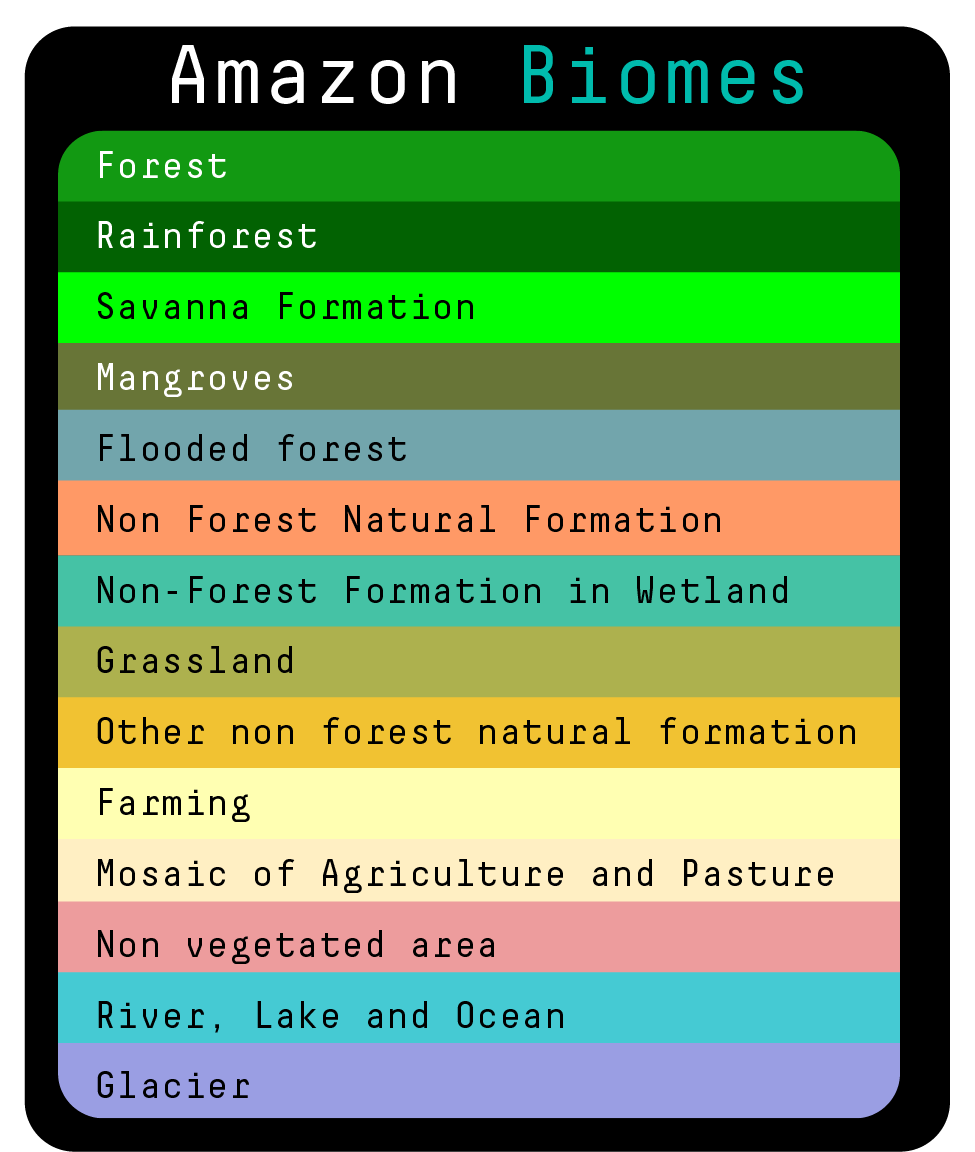 Amazon Biomes
Forest
Rainforest
Savanna Formation
Mangroves
Flooded forest
Non Forest Natural Formation
Non-Forest Formation in Wetland
Grassland
Other non forest natural formation
Farming
Mosaic of Agriculture and Pasture
Non vegetated area
River, Lake and Ocean
Glacier